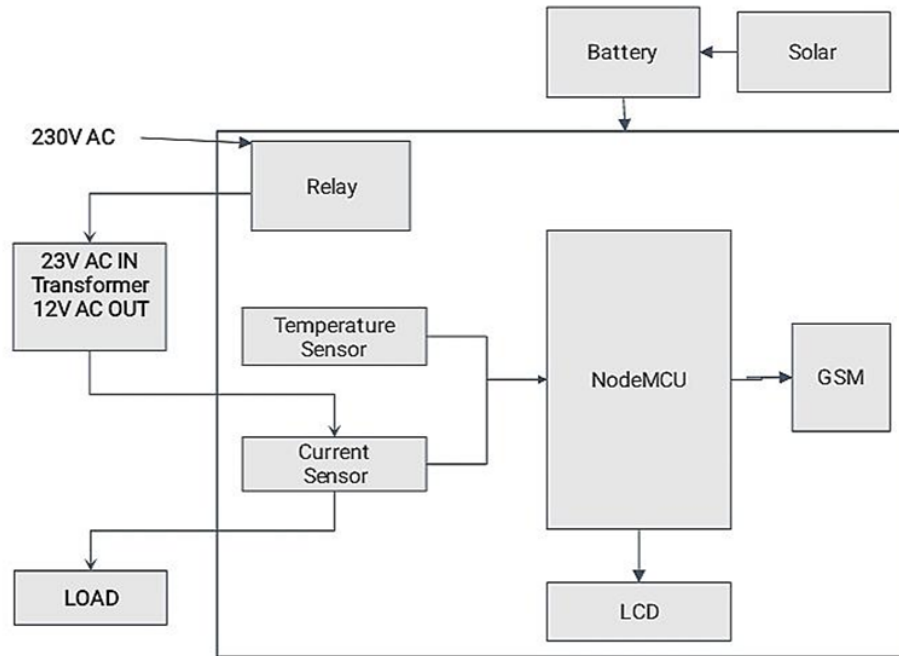 Battery
Solar
230V AC
Relay
23V AC IN
Transformer
12V AC OUT
Temperature
Sensor
NodeMCU
GSM
Current
Sensor
LOAD
LCD